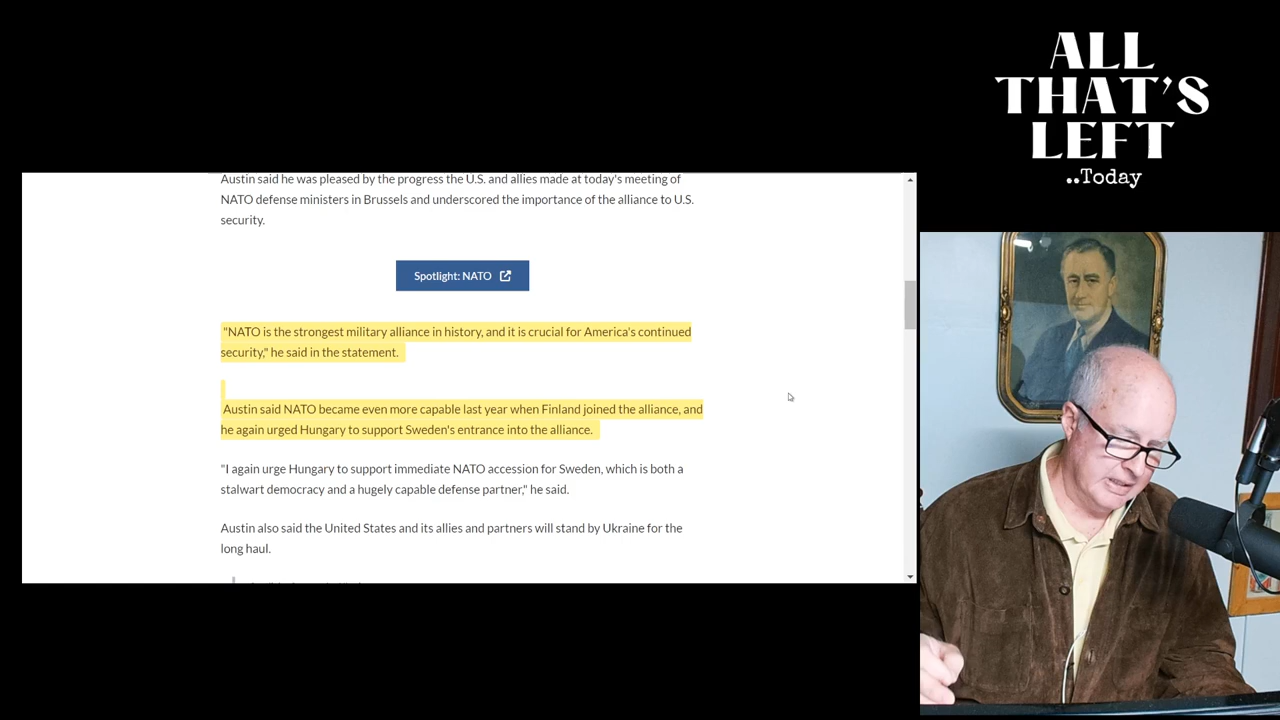 ALL
THAT'S
LEFT
..Today
Austin said he was pleased by the progress the U.S. and allies made at today's meeting of
NATO defense ministers in Brussels and underscored the importance of the alliance to U.S.
security.
Spotlight: NATO
"NATO is the strongest military alliance in history, and it is crucial for America's continued
security," he said in the statement.
Austin said NATO became even more capable last year when Finland joined the alliance, and
he again urged Hungary to support Sweden's entrance into the alliance.
"I again urge Hungary to support immediate NATO accession for Sweden, which is both a
stalwart democracy and a hugely capable defense partner," he said.
Austin also said the United States and its allies and partners will stand by Ukraine for the
long haul.